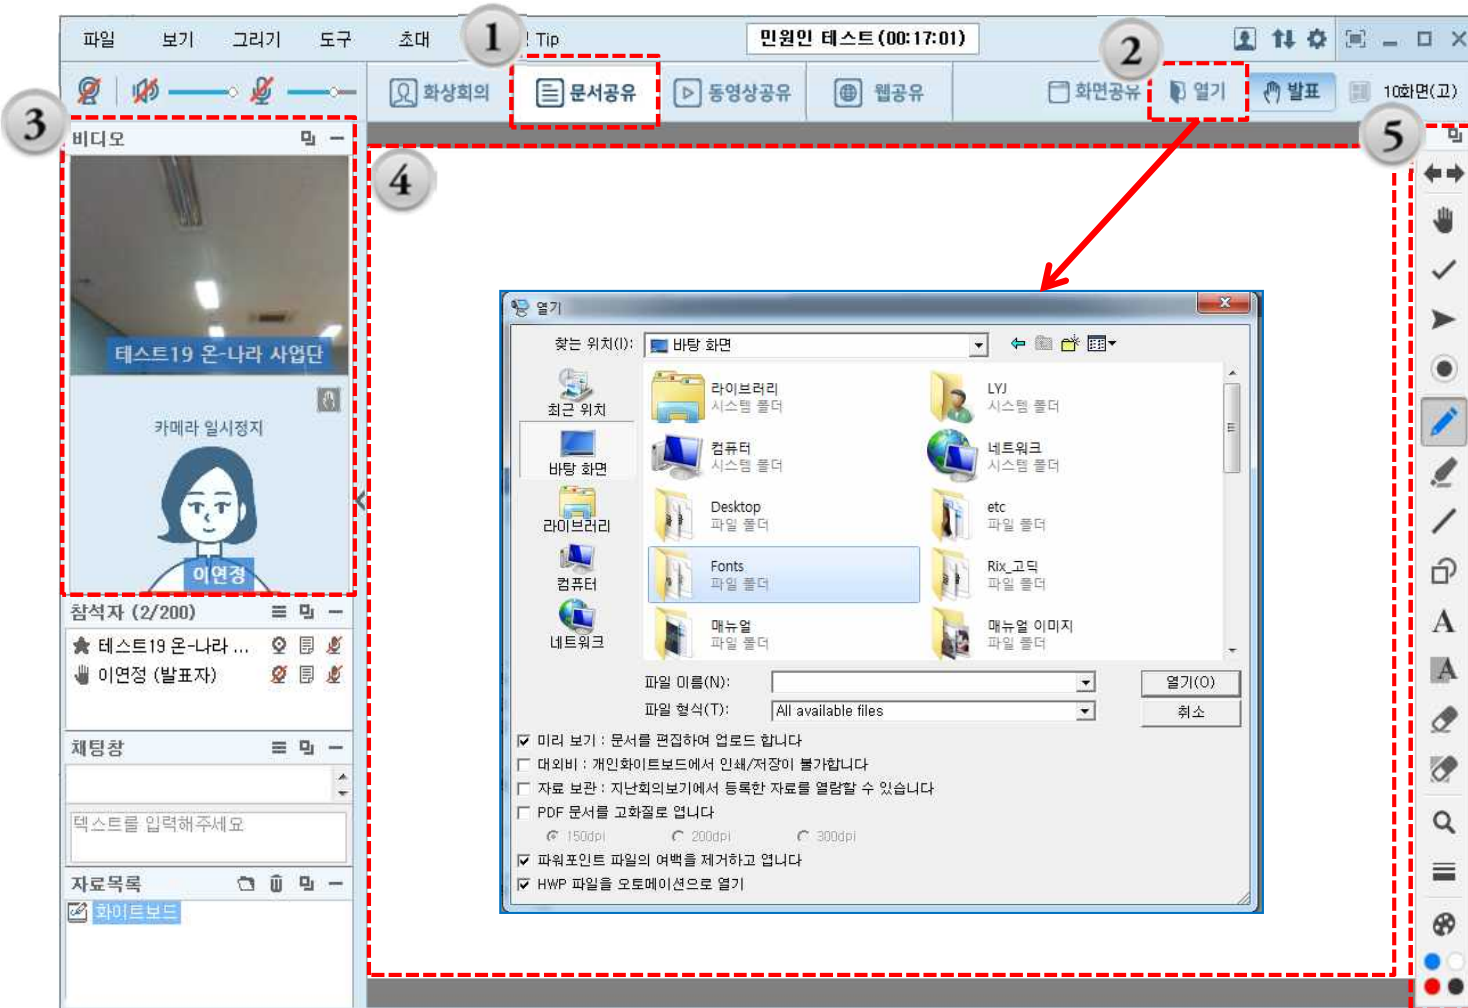 1
2
파일 보기 그리기 도구 초대 ! Tip 민원인 테스트 (00:17:01)
화상회의 문서공유 동영상공유 웹공유 화면공유 열기 발표 10화면(고)
3
비디오
테스트19 온-나라 사업단
카메라 일시정지
이연정
참석자 (2/200)
테스트19 온-나라 ...
이연정 (발표자)
채팅창
텍스트를 입력해주세요
자료목록
화이트보드
4
열기
찾는 위치(I): 바탕 화면
최근 위치
바탕 화면
라이브러리
컴퓨터
네트워크
라이브러리
시스템 폴더
LYJ
시스템 폴더
컴퓨터
시스템 폴더
네트워크
시스템 폴더
Desktop
파일 폴더
etc
파일 폴더
Fonts
파일 폴더
Rix_고딕
파일 폴더
매뉴얼
파일 폴더
매뉴얼 이미지
파일 폴더
파일 이름(N): 열기(O)
파일 형식(T): All available files 취소
미리 보기 : 문서를 편집하여 업로드 합니다
대외비 : 개인화이트보드에서 인쇄/저장이 불가합니다
자료 보관 : 지난회의보기에서 등록한 자료를 열람할 수 있습니다
PDF 문서를 고화질로 엽니다
150dpi 200dpi 300dpi
파워포인트 파일의 여백을 제거하고 엽니다
HWP 파일을 오토메이션으로 열기
5
A
A